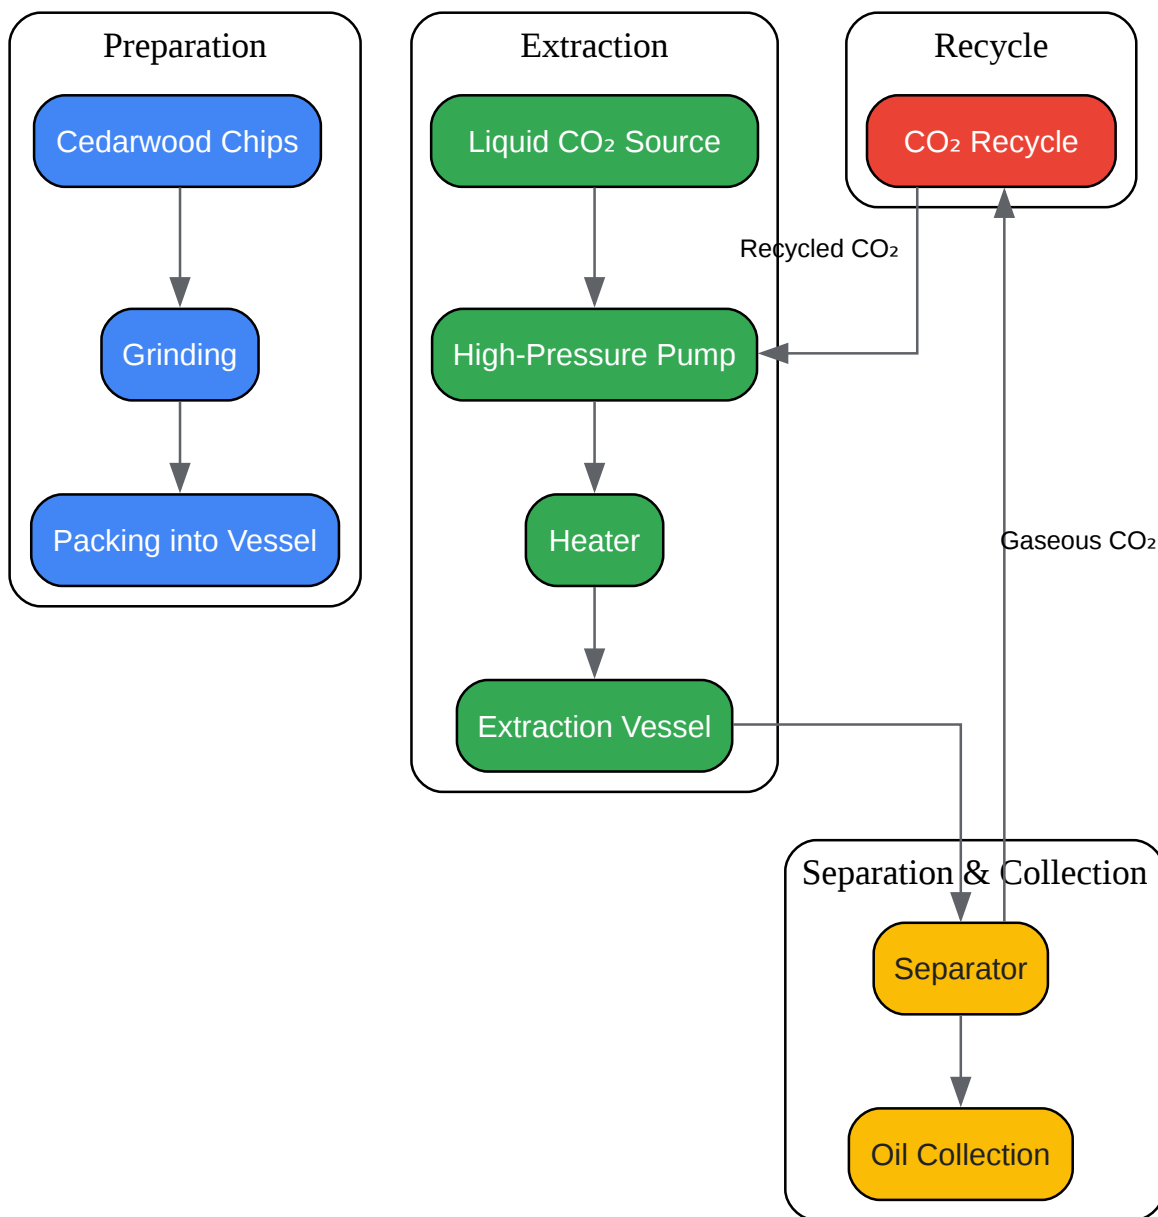 Preparation
Cedarwood Chips
Grinding
Packing into Vessel
Extraction
Liquid CO₂ Source
High-Pressure Pump
Heater
Extraction Vessel
Recycle
CO₂ Recycle
Recycled CO₂
Gaseous CO₂
Separation & Collection
Separator
Oil Collection